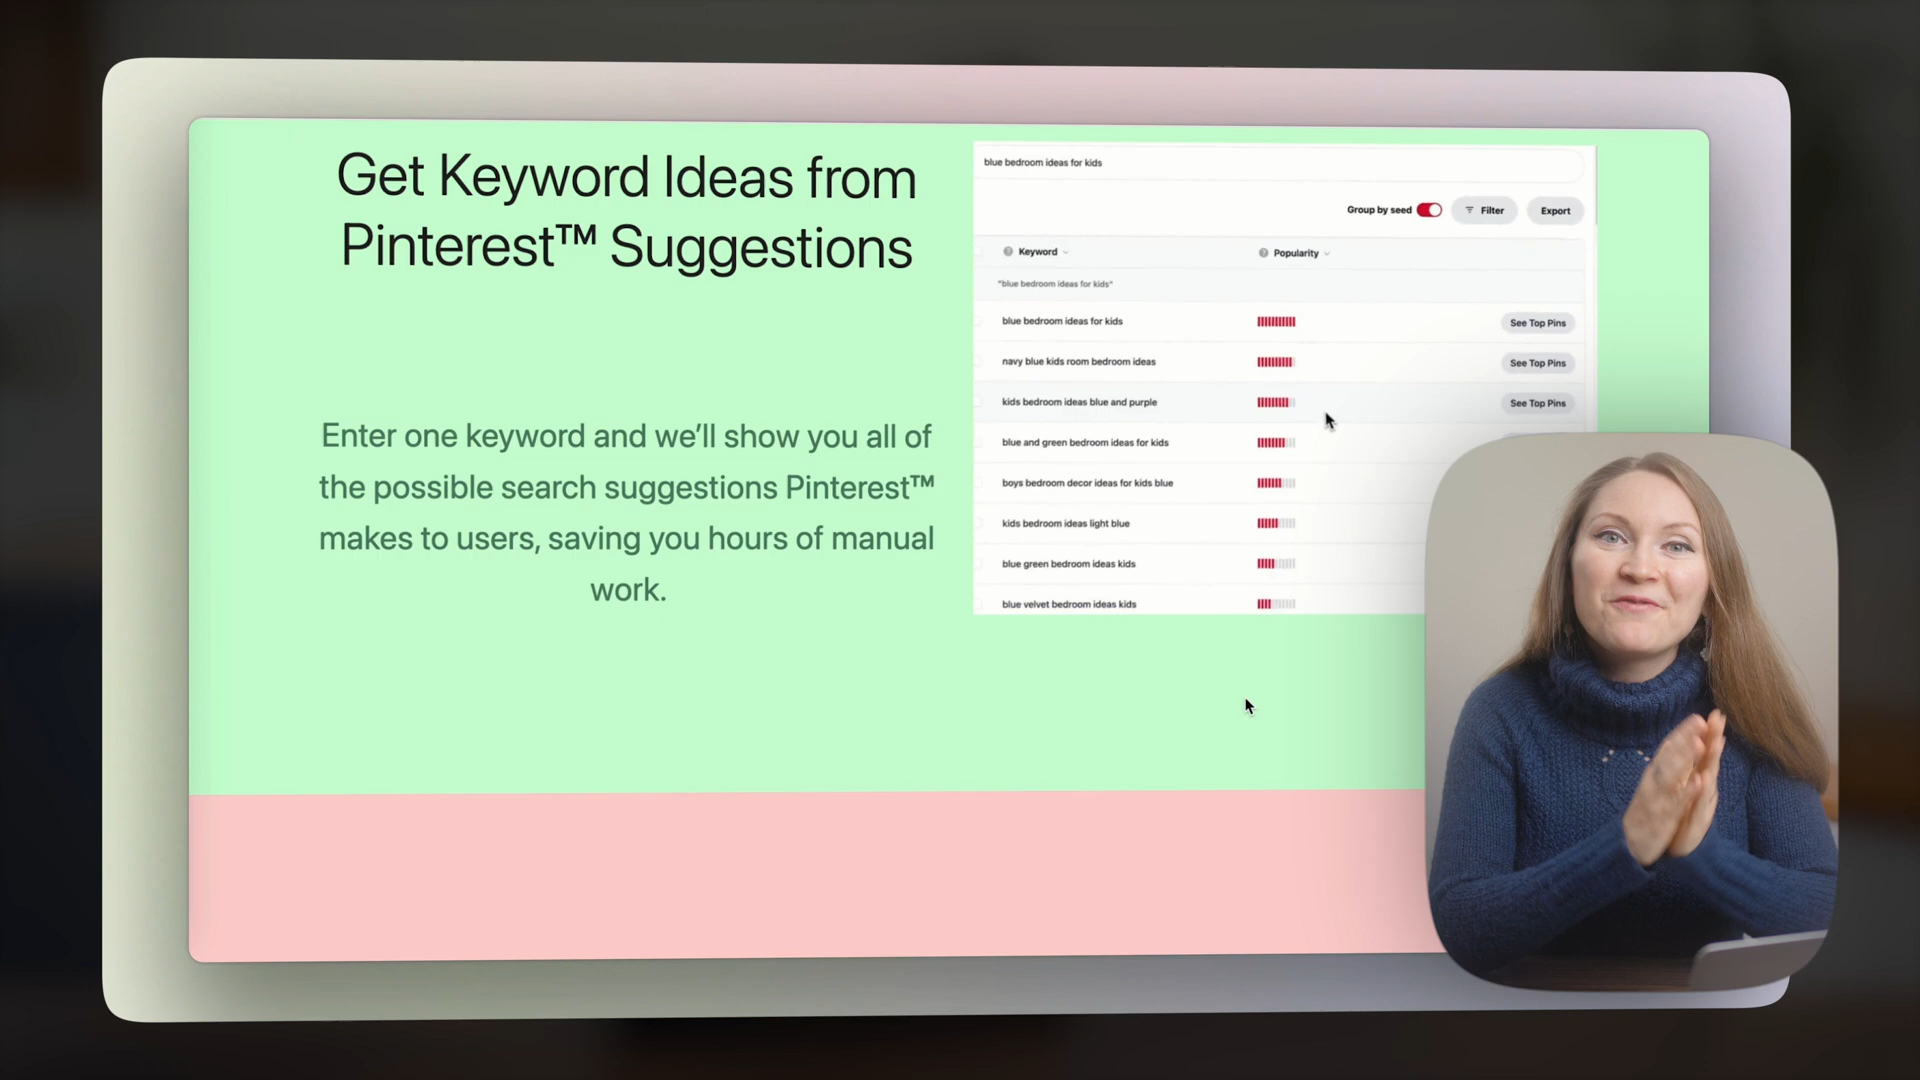 Get Keyword Ideas from
Pinterest™ Suggestions
Enter one keyword and we'll show you all of
the possible search suggestions Pinterest™
makes to users, saving you hours of manual
work.
blue bedroom ideas for kids
Group by seed
Filter
Export
Keyword
Popularity
"blue bedroom ideas for kids"
blue bedroom ideas for kids
See Top Pins
navy blue kids room bedroom ideas
See Top Pins
kids bedroom ideas blue and purple
See Top Pins
blue and green bedroom ideas for kids
boys bedroom decor ideas for kids blue
kids bedroom ideas light blue
blue green bedroom ideas kids
blue velvet bedroom ideas kids